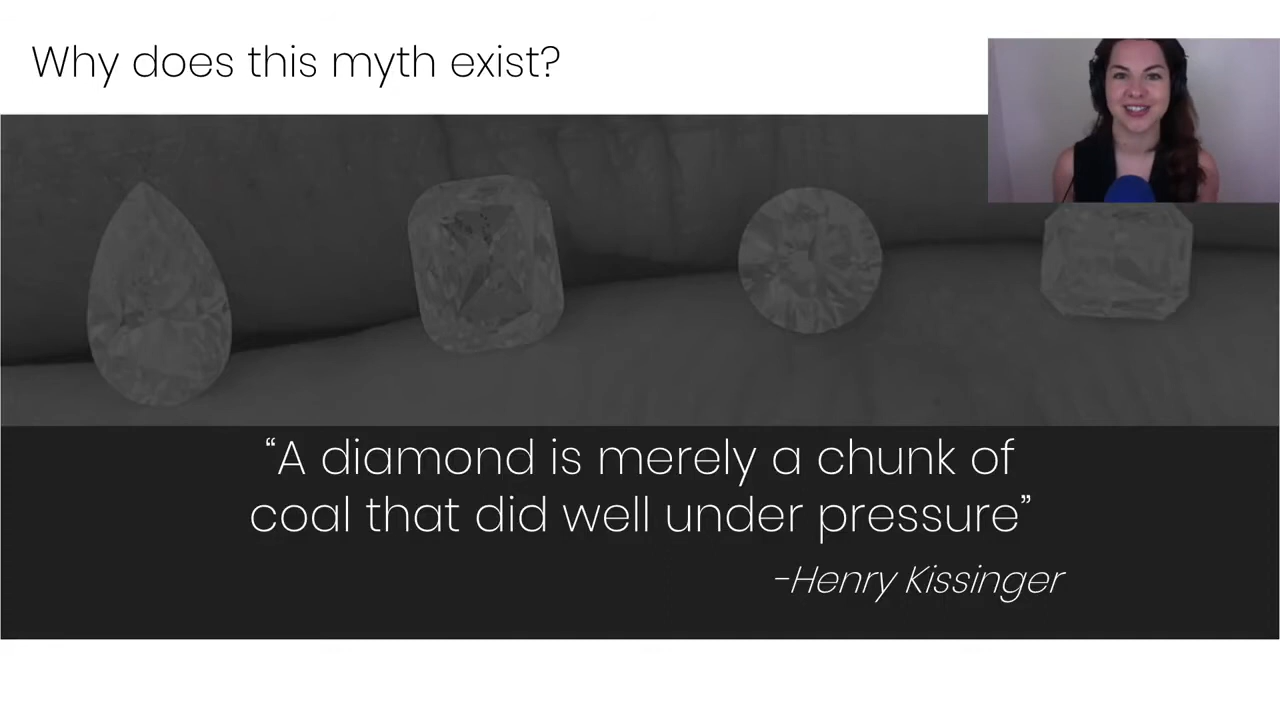 Why does this myth exist?
“A diamond is merely a chunk of
coal that did well under pressure”
-Henry Kissinger